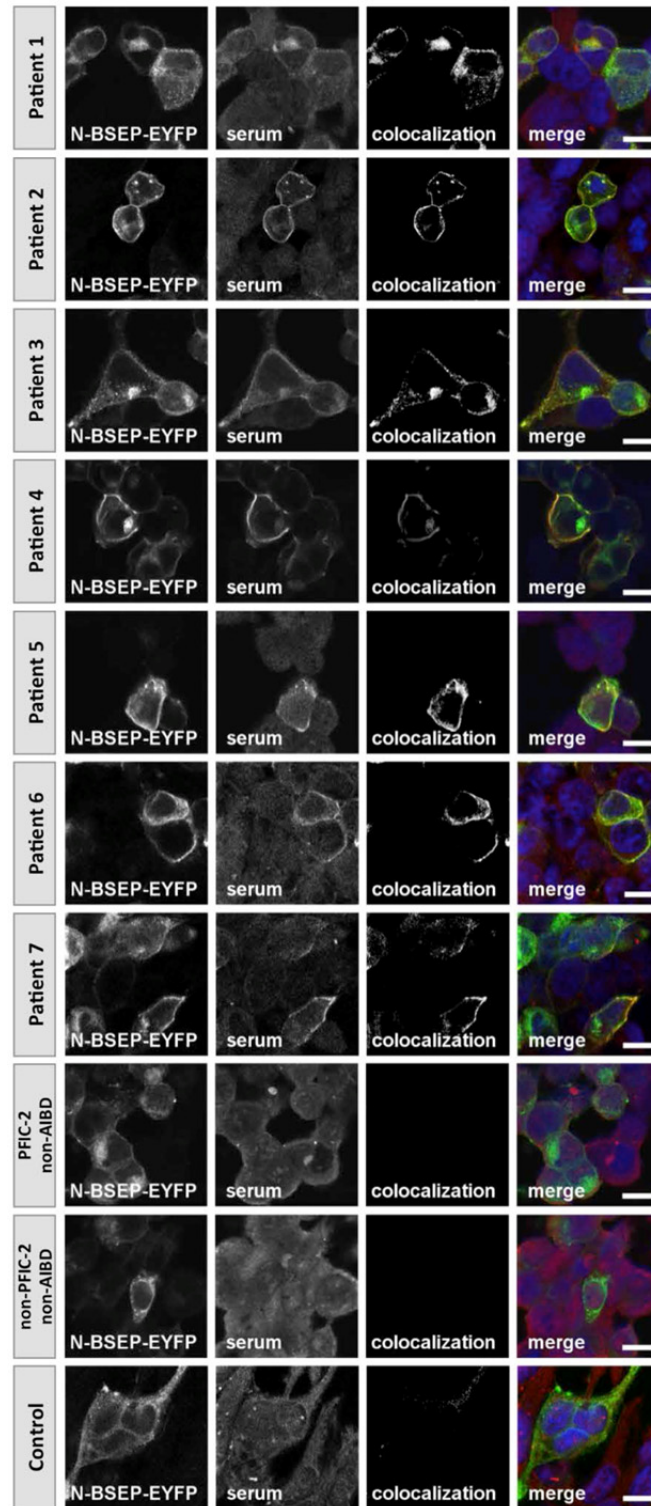 Patient 1
N-BSEP-EYFP serum colocalization merge
Patient 2
N-BSEP-EYFP serum colocalization merge
Patient 3
N-BSEP-EYFP serum colocalization merge
Patient 4
N-BSEP-EYFP serum colocalization merge
Patient 5
N-BSEP-EYFP serum colocalization merge
Patient 6
N-BSEP-EYFP serum colocalization merge
Patient 7
N-BSEP-EYFP serum colocalization merge
PFIC-2
non-AIBD
N-BSEP-EYFP serum colocalization merge
non-PFIC-2
non-AIBD
N-BSEP-EYFP serum colocalization merge
Control
N-BSEP-EYFP serum colocalization merge